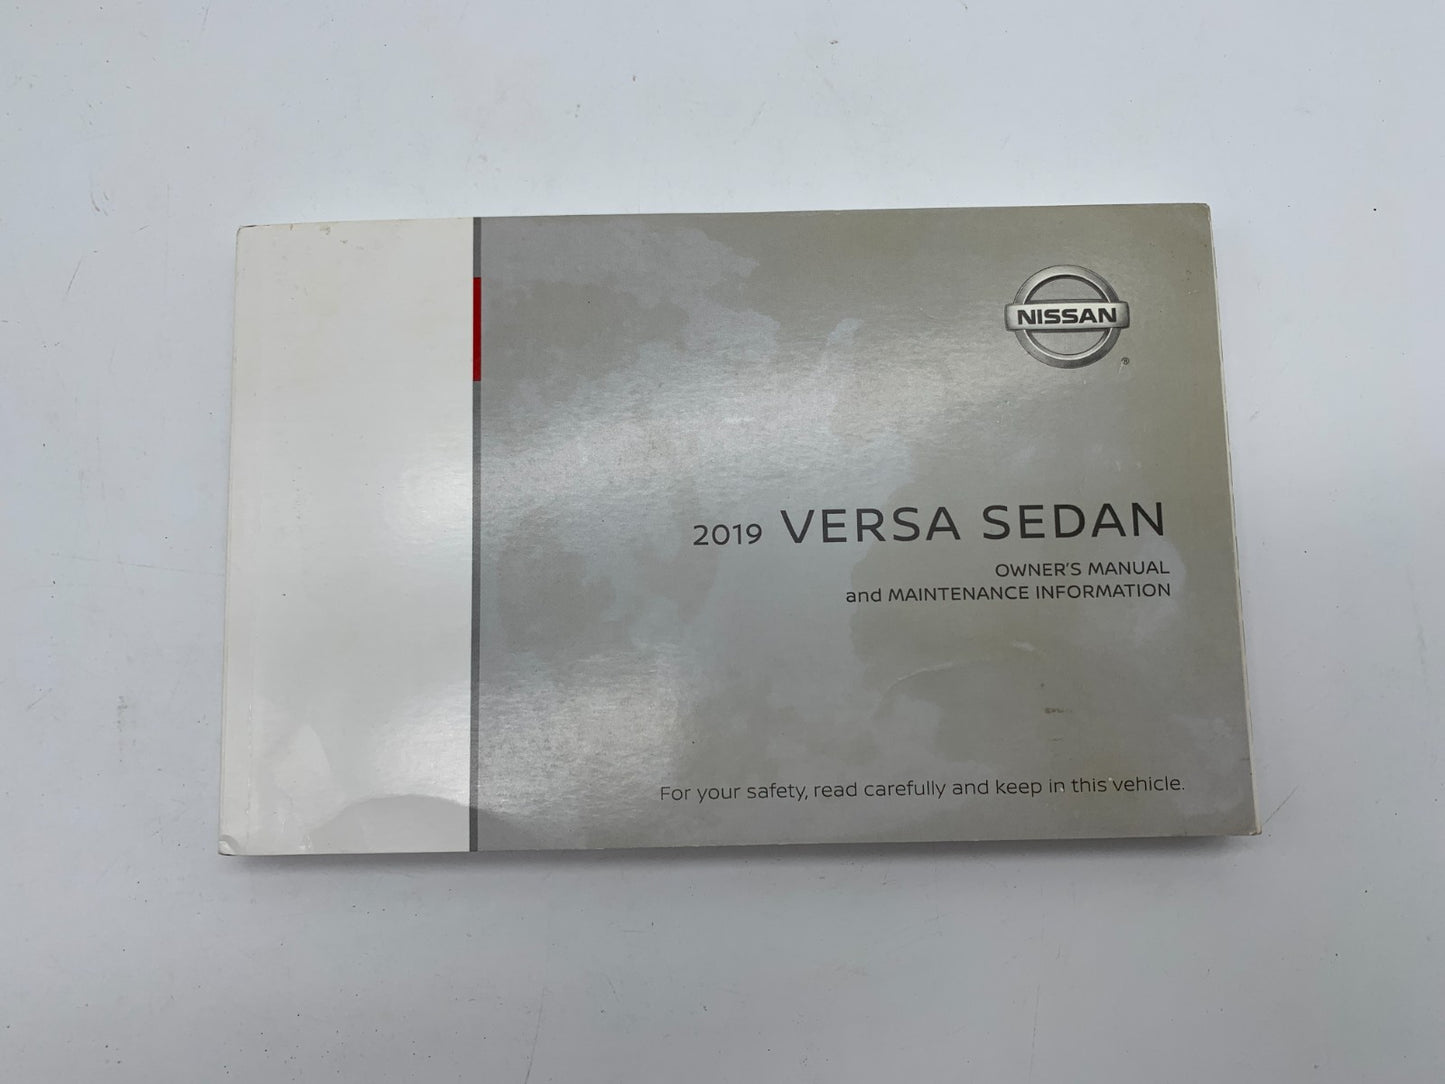 NISSAN
®
2019 VERSA SEDAN
OWNER'S MANUAL
and MAINTENANCE INFORMATION
For your safety, read carefully and keep in this vehicle.